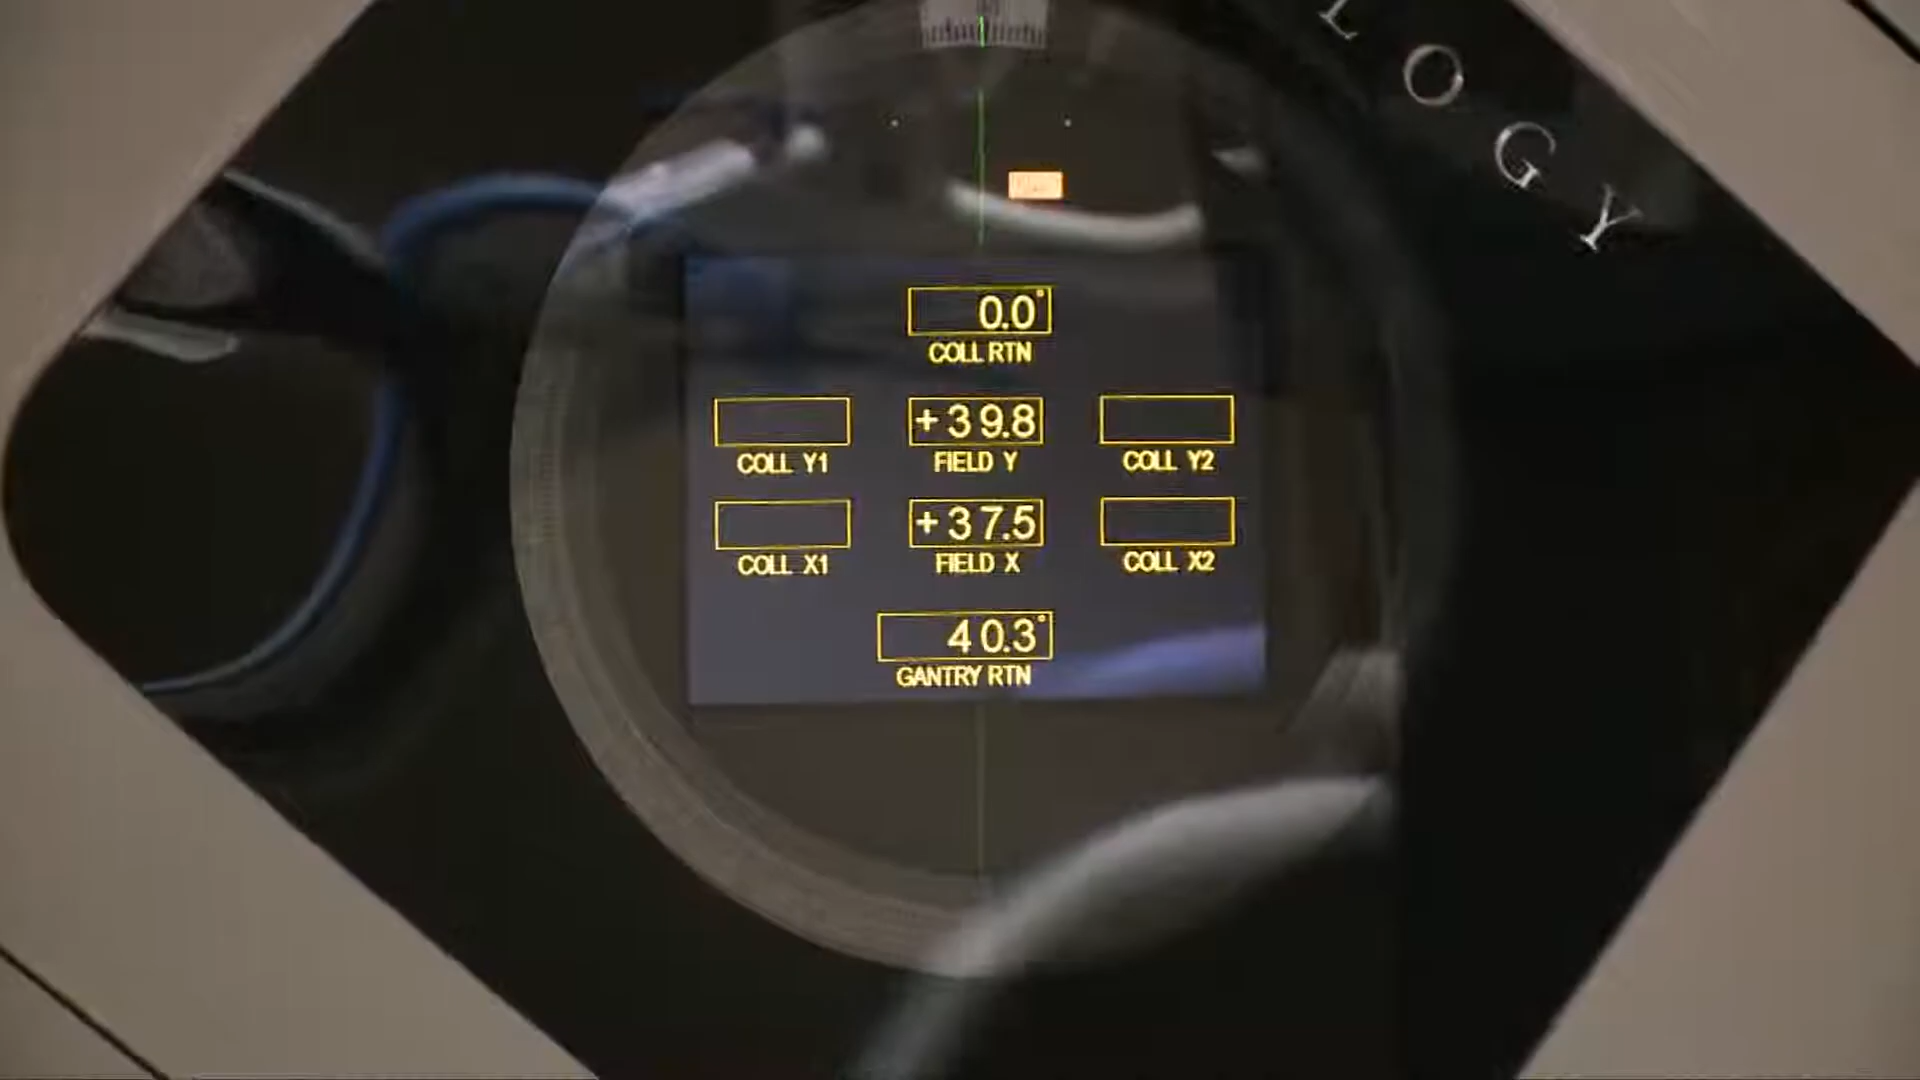 LOGY
0.0°
COLL RTN
+39.8
COLL Y1 FIELD Y COLL Y2
+37.5
COLL X1 FIELD X COLL X2
40.3°
GANTRY RTN